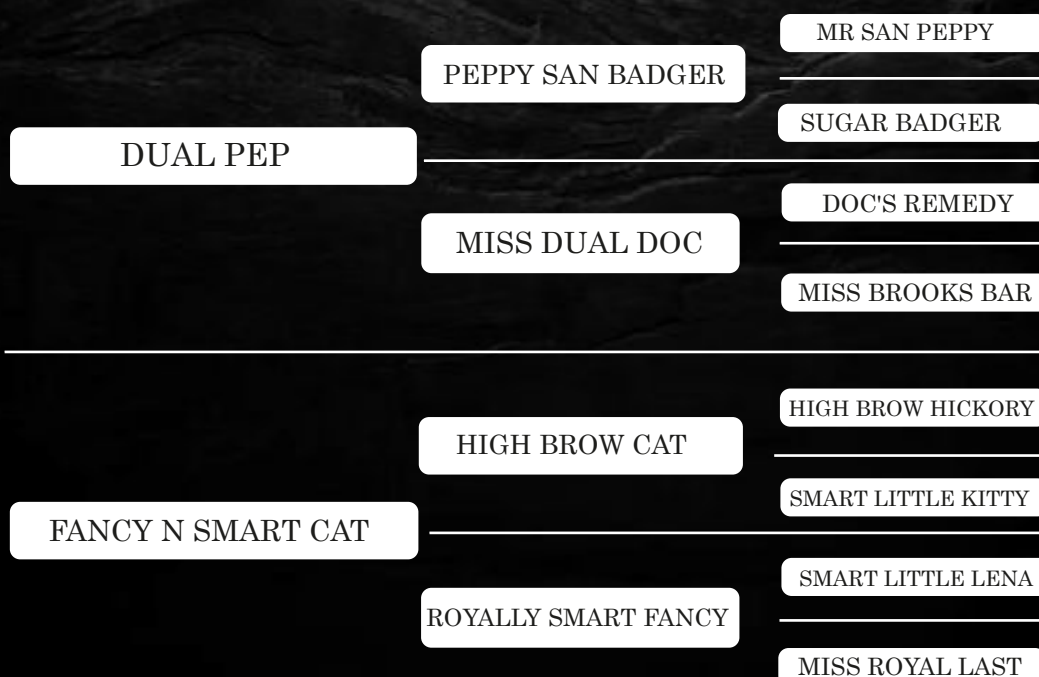 MR SAN PEPPY
PEPPY SAN BADGER
SUGAR BADGER
DUAL PEP
DOC'S REMEDY
MISS DUAL DOC
MISS BROOKS BAR
HIGH BROW HICKORY
HIGH BROW CAT
SMART LITTLE KITTY
FANCY N SMART CAT
SMART LITTLE LENA
ROYALLY SMART FANCY
MISS ROYAL LAST